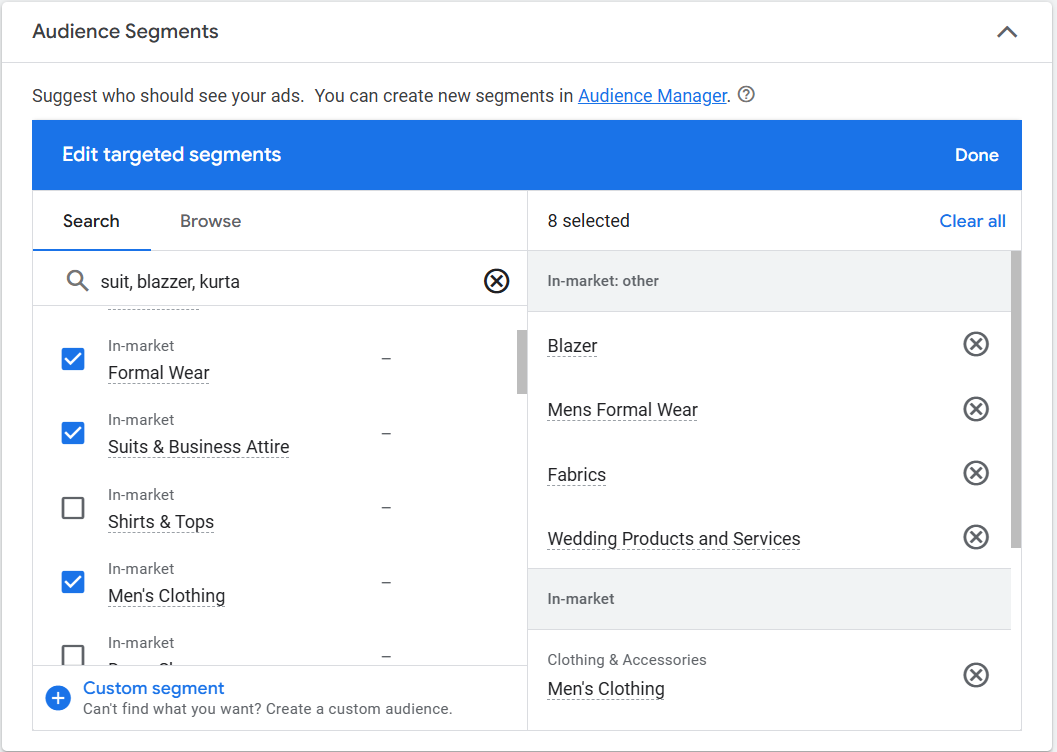 Audience Segments
Suggest who should see your ads. You can create new segments in Audience Manager.
Edit targeted segments
Done
Search
Browse
suit, blazzer, kurta
In-market
Formal Wear
–
In-market
Suits & Business Attire
–
In-market
Shirts & Tops
–
In-market
Men's Clothing
–
In-market
–
Custom segment
Can't find what you want? Create a custom audience.
8 selected
Clear all
In-market: other
Blazer
Mens Formal Wear
Fabrics
Wedding Products and Services
In-market
Clothing & Accessories
Men's Clothing